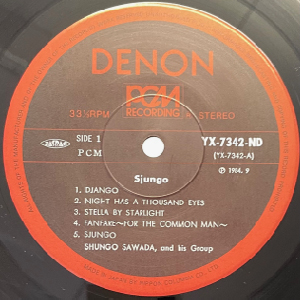 DENON
PCM
RECORDING
33⅓RPM
STEREO
SIDE 1
YX-7342-ND
PCM
(YX-7342-A)
Sjungo
1. DJANGO
2. NIGHT HAS A THOUSAND EYES
3. STELLA BY STARLIGHT
4. FANFARE~FOR THE COMMON MAN~
5. SJUNGO
SHUNGO SAWADA, and his Group